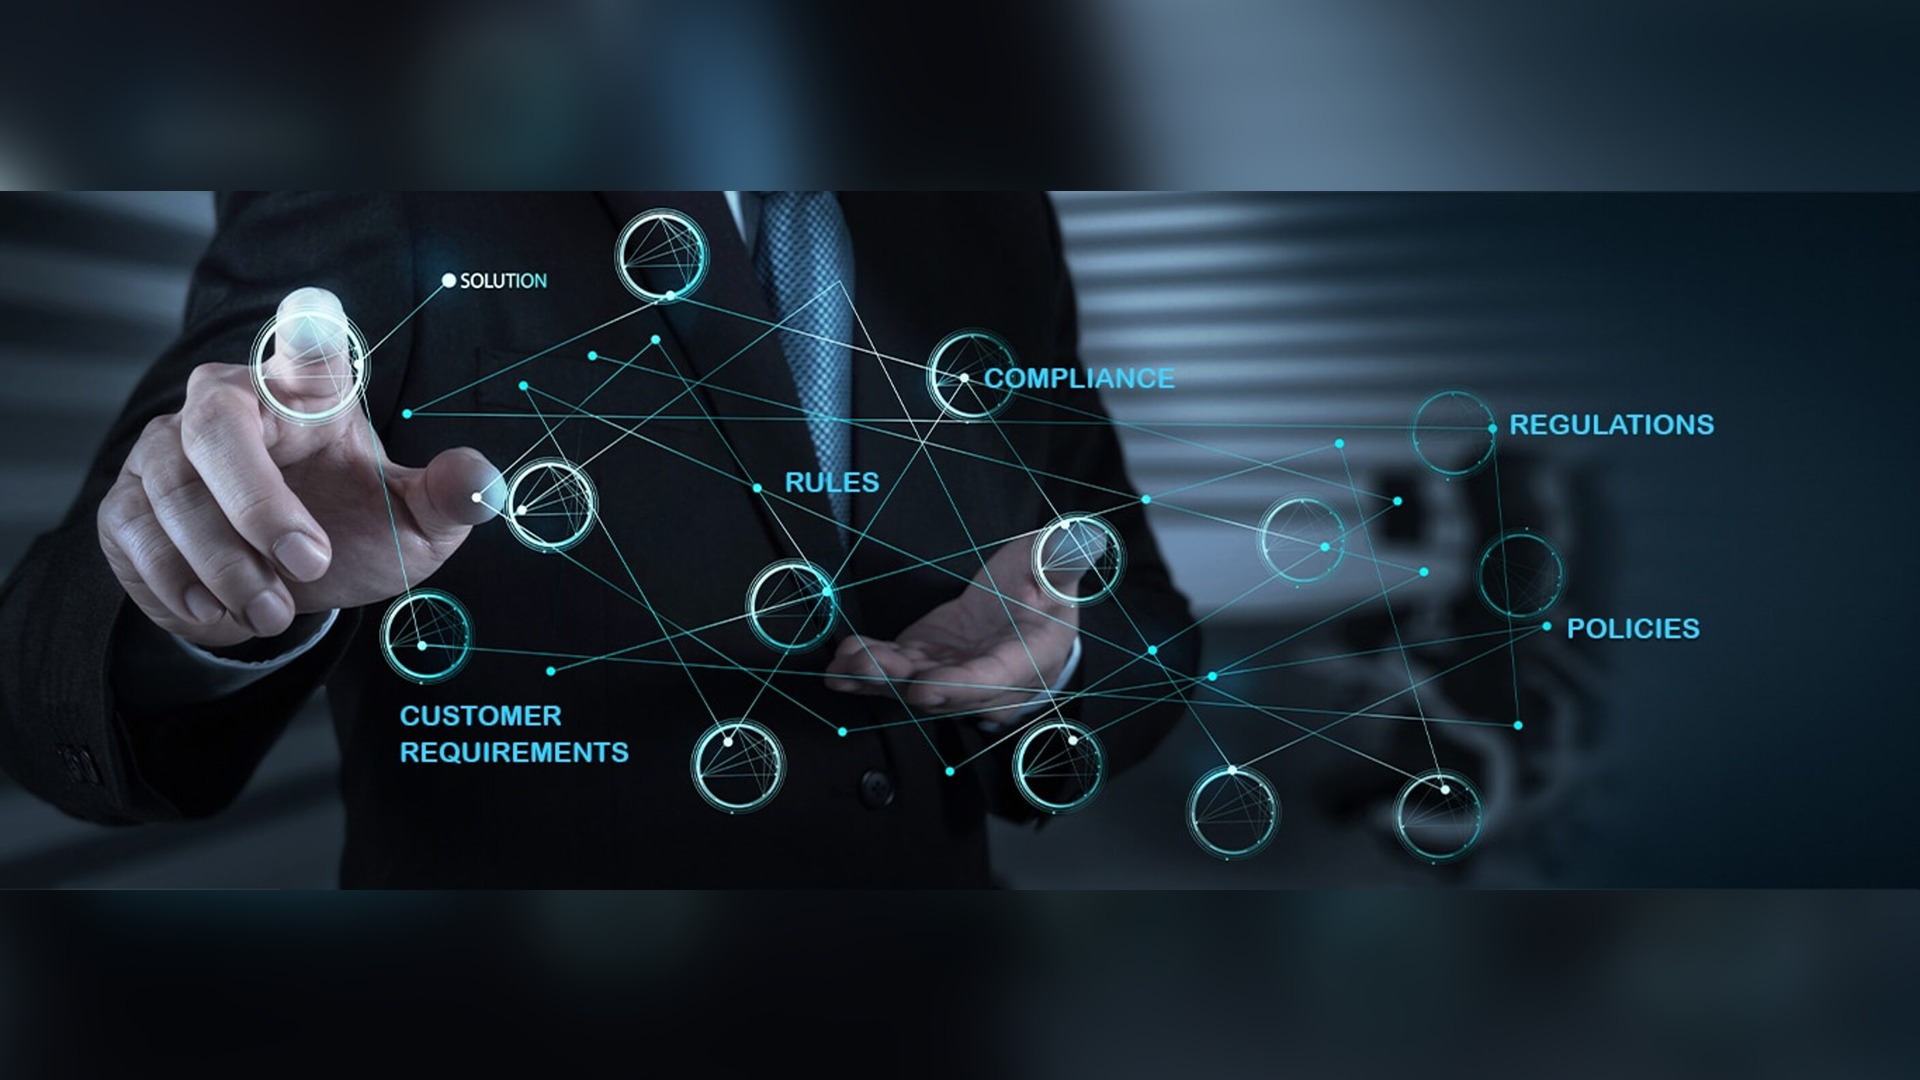 SOLUTION
COMPLIANCE
REGULATIONS
RULES
POLICIES
CUSTOMER
REQUIREMENTS